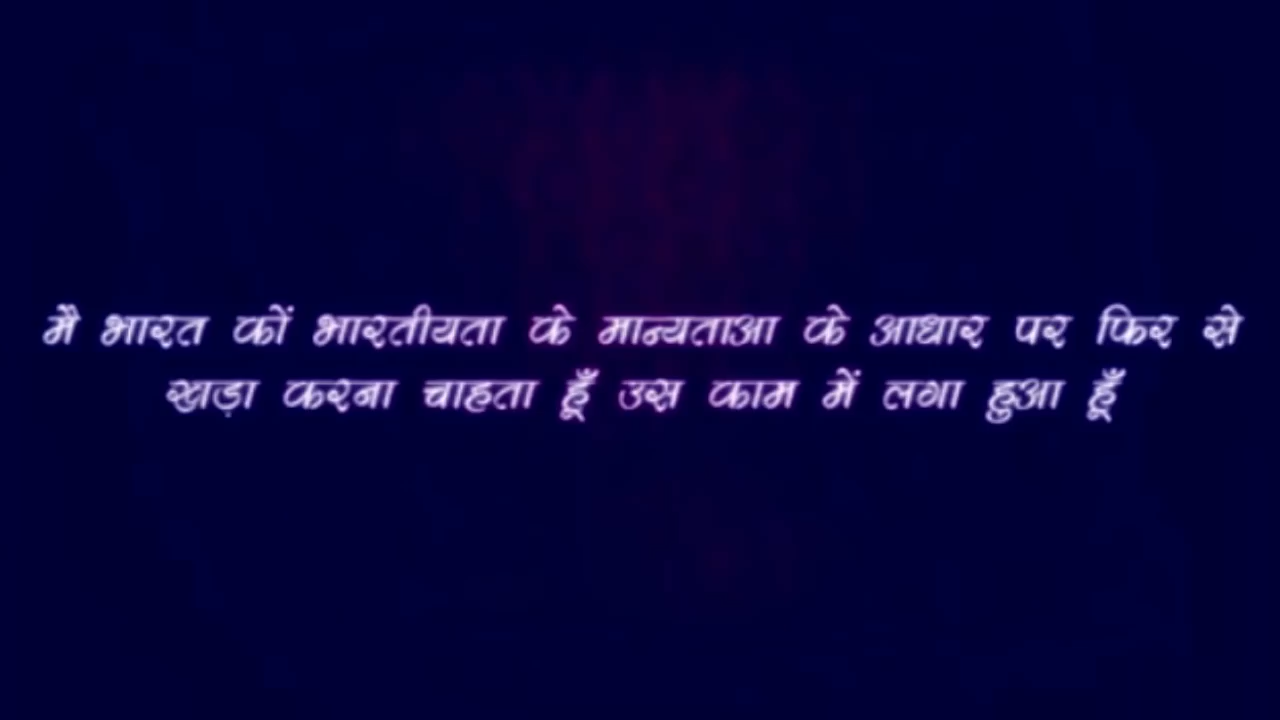 मै भारत कों भारतीयता के मान्यताआ के आधार पर फिर से
खड़ा करना चाहता हूँ उस काम में लगा हुआ हूँ